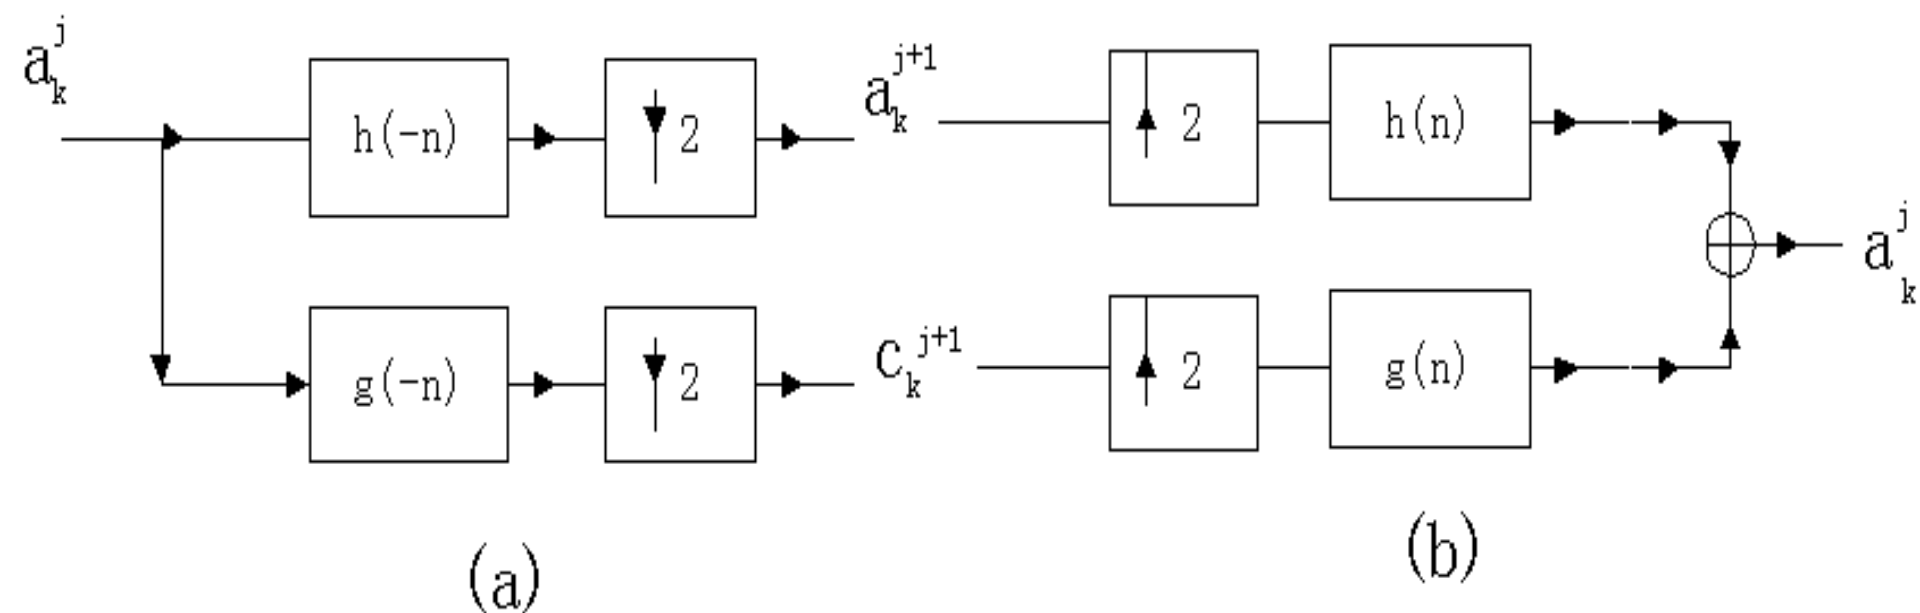 a_k^j
h(-n)
2
a_k^{j+1}
2
h(n)
a_k^j
g(-n)
2
c_k^{j+1}
2
g(n)
(a)
(b)